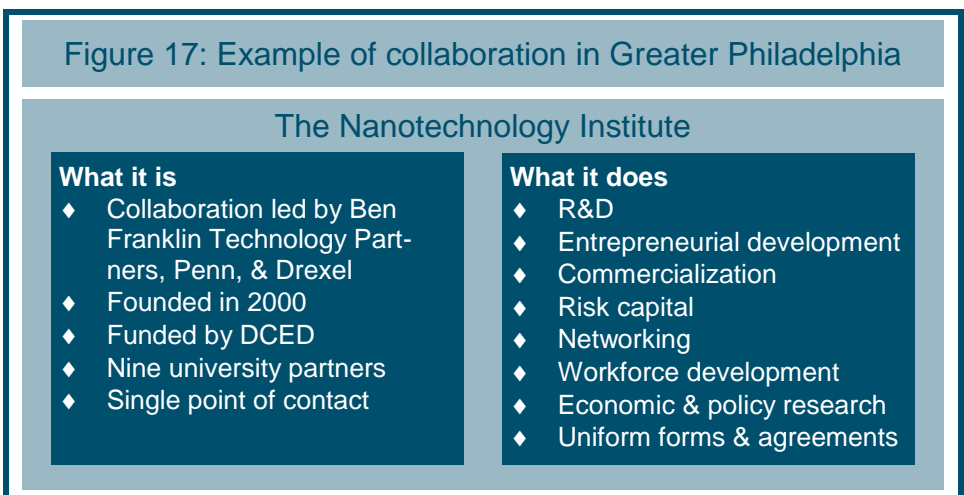 Figure 17: Example of collaboration in Greater Philadelphia
The Nanotechnology Institute
What it is
♦ Collaboration led by Ben
Franklin Technology Part-
ners, Penn, & Drexel
♦ Founded in 2000
♦ Funded by DCED
♦ Nine university partners
♦ Single point of contact
What it does
♦ R&D
♦ Entrepreneurial development
♦ Commercialization
♦ Risk capital
♦ Networking
♦ Workforce development
♦ Economic & policy research
♦ Uniform forms & agreements